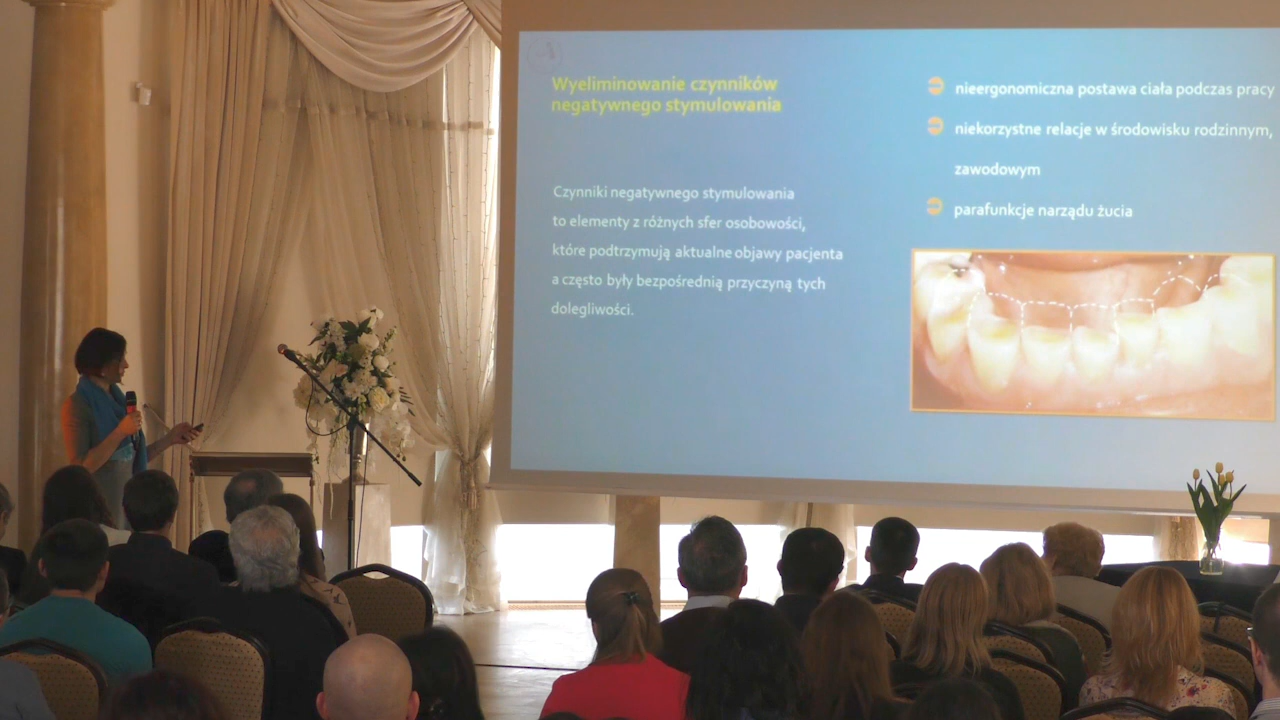 Wyeliminowanie czynników
negatywnego stymulowania
Czynniki negatywnego stymulowania
to elementy z różnych sfer osobowości,
które podtrzymują aktualne objawy pacjenta
a często były bezpośrednią przyczyną tych
dolegliwości.
nieergonomiczna postawa ciała podczas pracy
niekorzystne relacje w środowisku rodzinnym,
zawodowym
parafunkcje narządu żucia